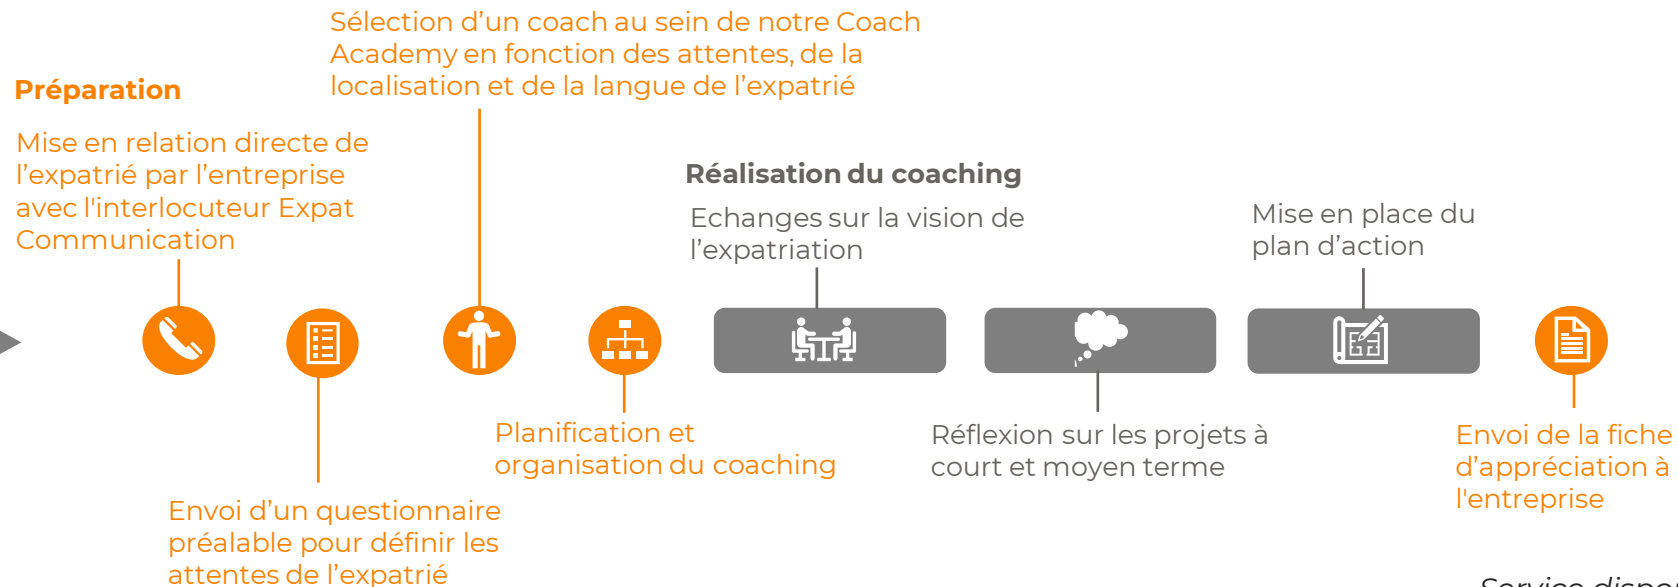 Préparation
Mise en relation directe de
l’expatrié par l’entreprise
avec l'interlocuteur Expat
Communication
Envoi d’un questionnaire
préalable pour définir les
attentes de l’expatrié
Sélection d’un coach au sein de notre Coach
Academy en fonction des attentes, de la
localisation et de la langue de l’expatrié
Planification et
organisation du coaching
Réalisation du coaching
Echanges sur la vision de
l’expatriation
Réflexion sur les projets à
court et moyen terme
Mise en place du
plan d’action
Envoi de la fiche
d’appréciation à
l'entreprise
Service